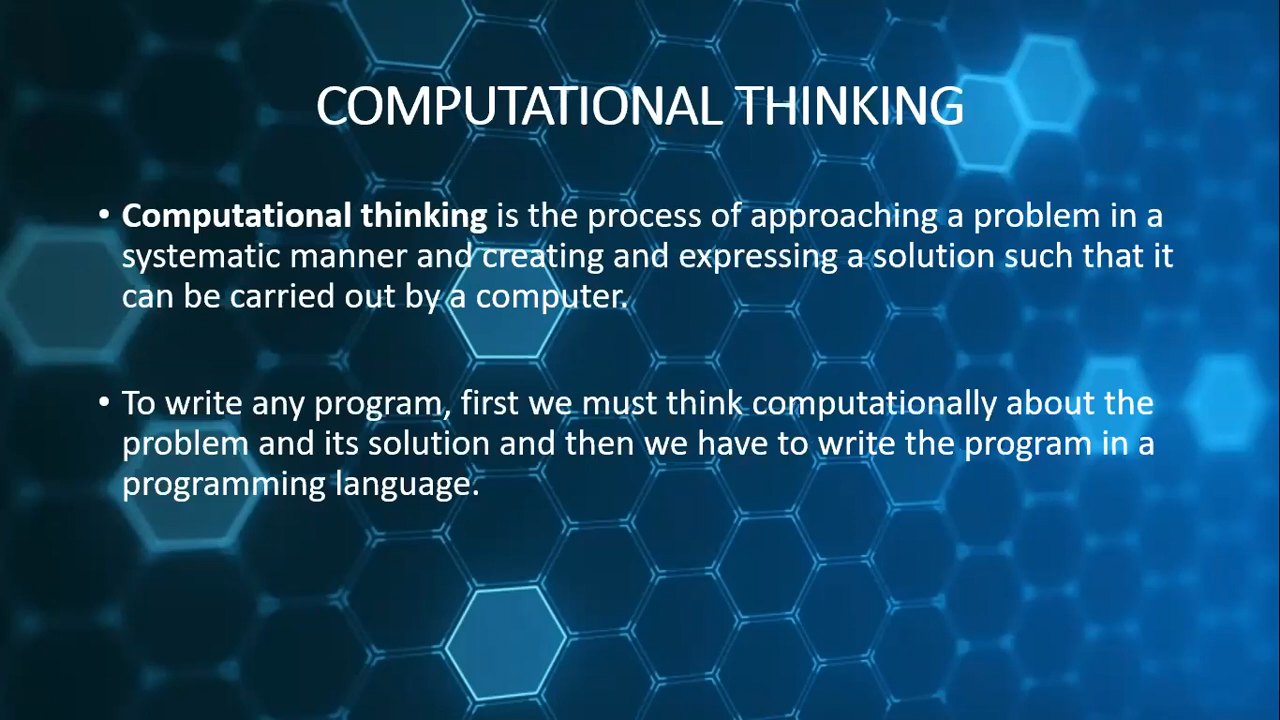 COMPUTATIONAL THINKING
• Computational thinking is the process of approaching a problem in a
systematic manner and creating and expressing a solution such that it
can be carried out by a computer.
• To write any program, first we must think computationally about the
problem and its solution and then we have to write the program in a
programming language.